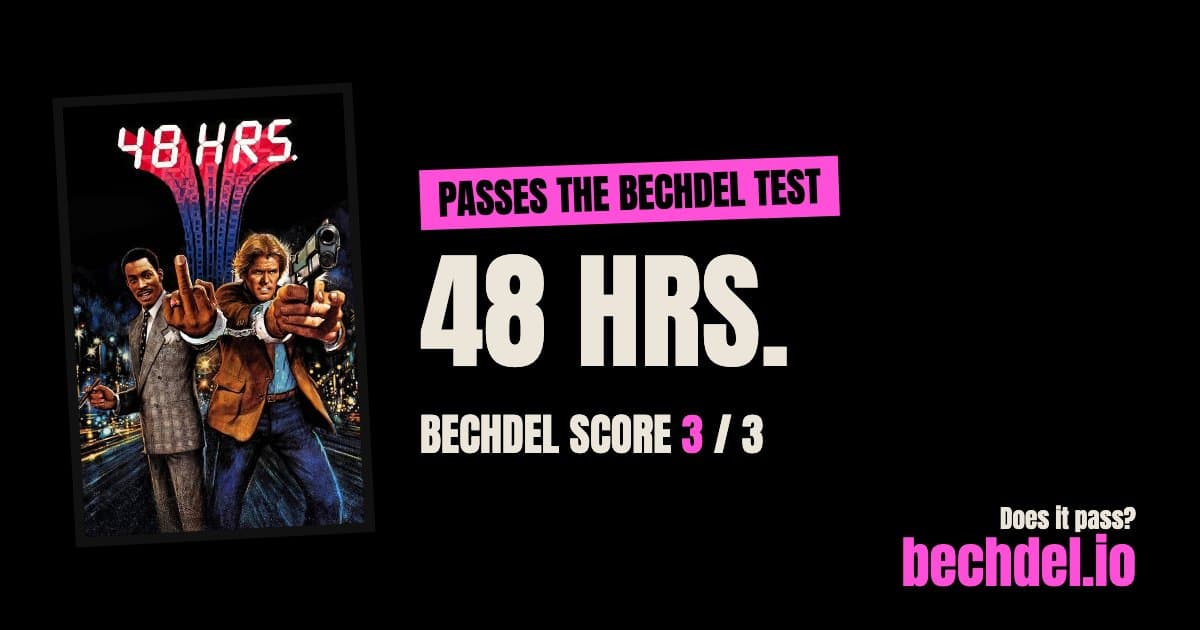 48 HRS.
PASSES THE BECHDEL TEST
48 HRS.
BECHDEL SCORE 3 / 3
Does it pass?
bechdel.io